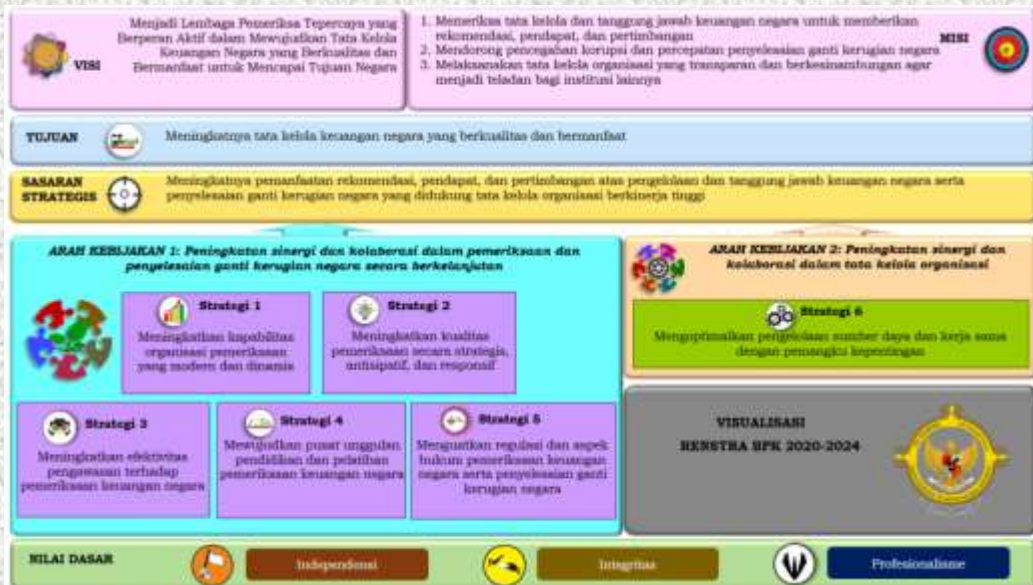 VISI
Menjadi Lembaga Pemeriksa Tepercaya yang
Berperan Aktif dalam Mewujudkan Tata Kelola
Keuangan Negara yang Berkualitas dan
Bermanfaat untuk Mencapai Tujuan Negara
MISI
1. Memeriksa tata kelola dan tanggung jawab keuangan negara untuk memberikan
rekomendasi, pendapat, dan pertimbangan
2. Mendorong pencegahan korupsi dan percepatan penyelesaian ganti kerugian negara
3. Melaksanakan tata kelola organisasi yang transparan dan berkesinambungan agar
menjadi teladan bagi institusi lainnya
TUJUAN
Meningkatnya tata kelola keuangan negara yang berkualitas dan bermanfaat
SASARAN
STRATEGIS
Meningkatnya pemanfaatan rekomendasi, pendapat, dan pertimbangan atas pengelolaan dan tanggung jawab keuangan negara serta
penyelesaian ganti kerugian negara yang didukung tata kelola organisasi berkinerja tinggi
ARAH KEBIJAKAN 1: Peningkatan sinergi dan kolaborasi dalam pemeriksaan dan
penyelesaian ganti kerugian negara secara berkelanjutan
Strategi 1
Meningkatkan kapabilitas
organisasi pemeriksaan
yang modern dan dinamis
Strategi 2
Meningkatkan kualitas
pemeriksaan secara strategis,
antisipatif, dan responsif
Strategi 3
Meningkatkan efektivitas
pengawasan terhadap
pemeriksaan keuangan negara
Strategi 4
Mewujudkan pusat unggulan
pendidikan dan pelatihan
pemeriksaan keuangan negara
Strategi 5
Menguatkan regulasi dan aspek
hukum pemeriksaan keuangan
negara serta penyelesaian ganti
kerugian negara
ARAH KEBIJAKAN 2: Peningkatan sinergi dan
kolaborasi dalam tata kelola organisasi
Strategi 6
Mengoptimalkan pengelolaan sumber daya dan kerja sama
dengan pemangku kepentingan
VISUALISASI
RENSTRA BPK 2020-2024
NILAI DASAR
Independensi
Integritas
Profesionalisme